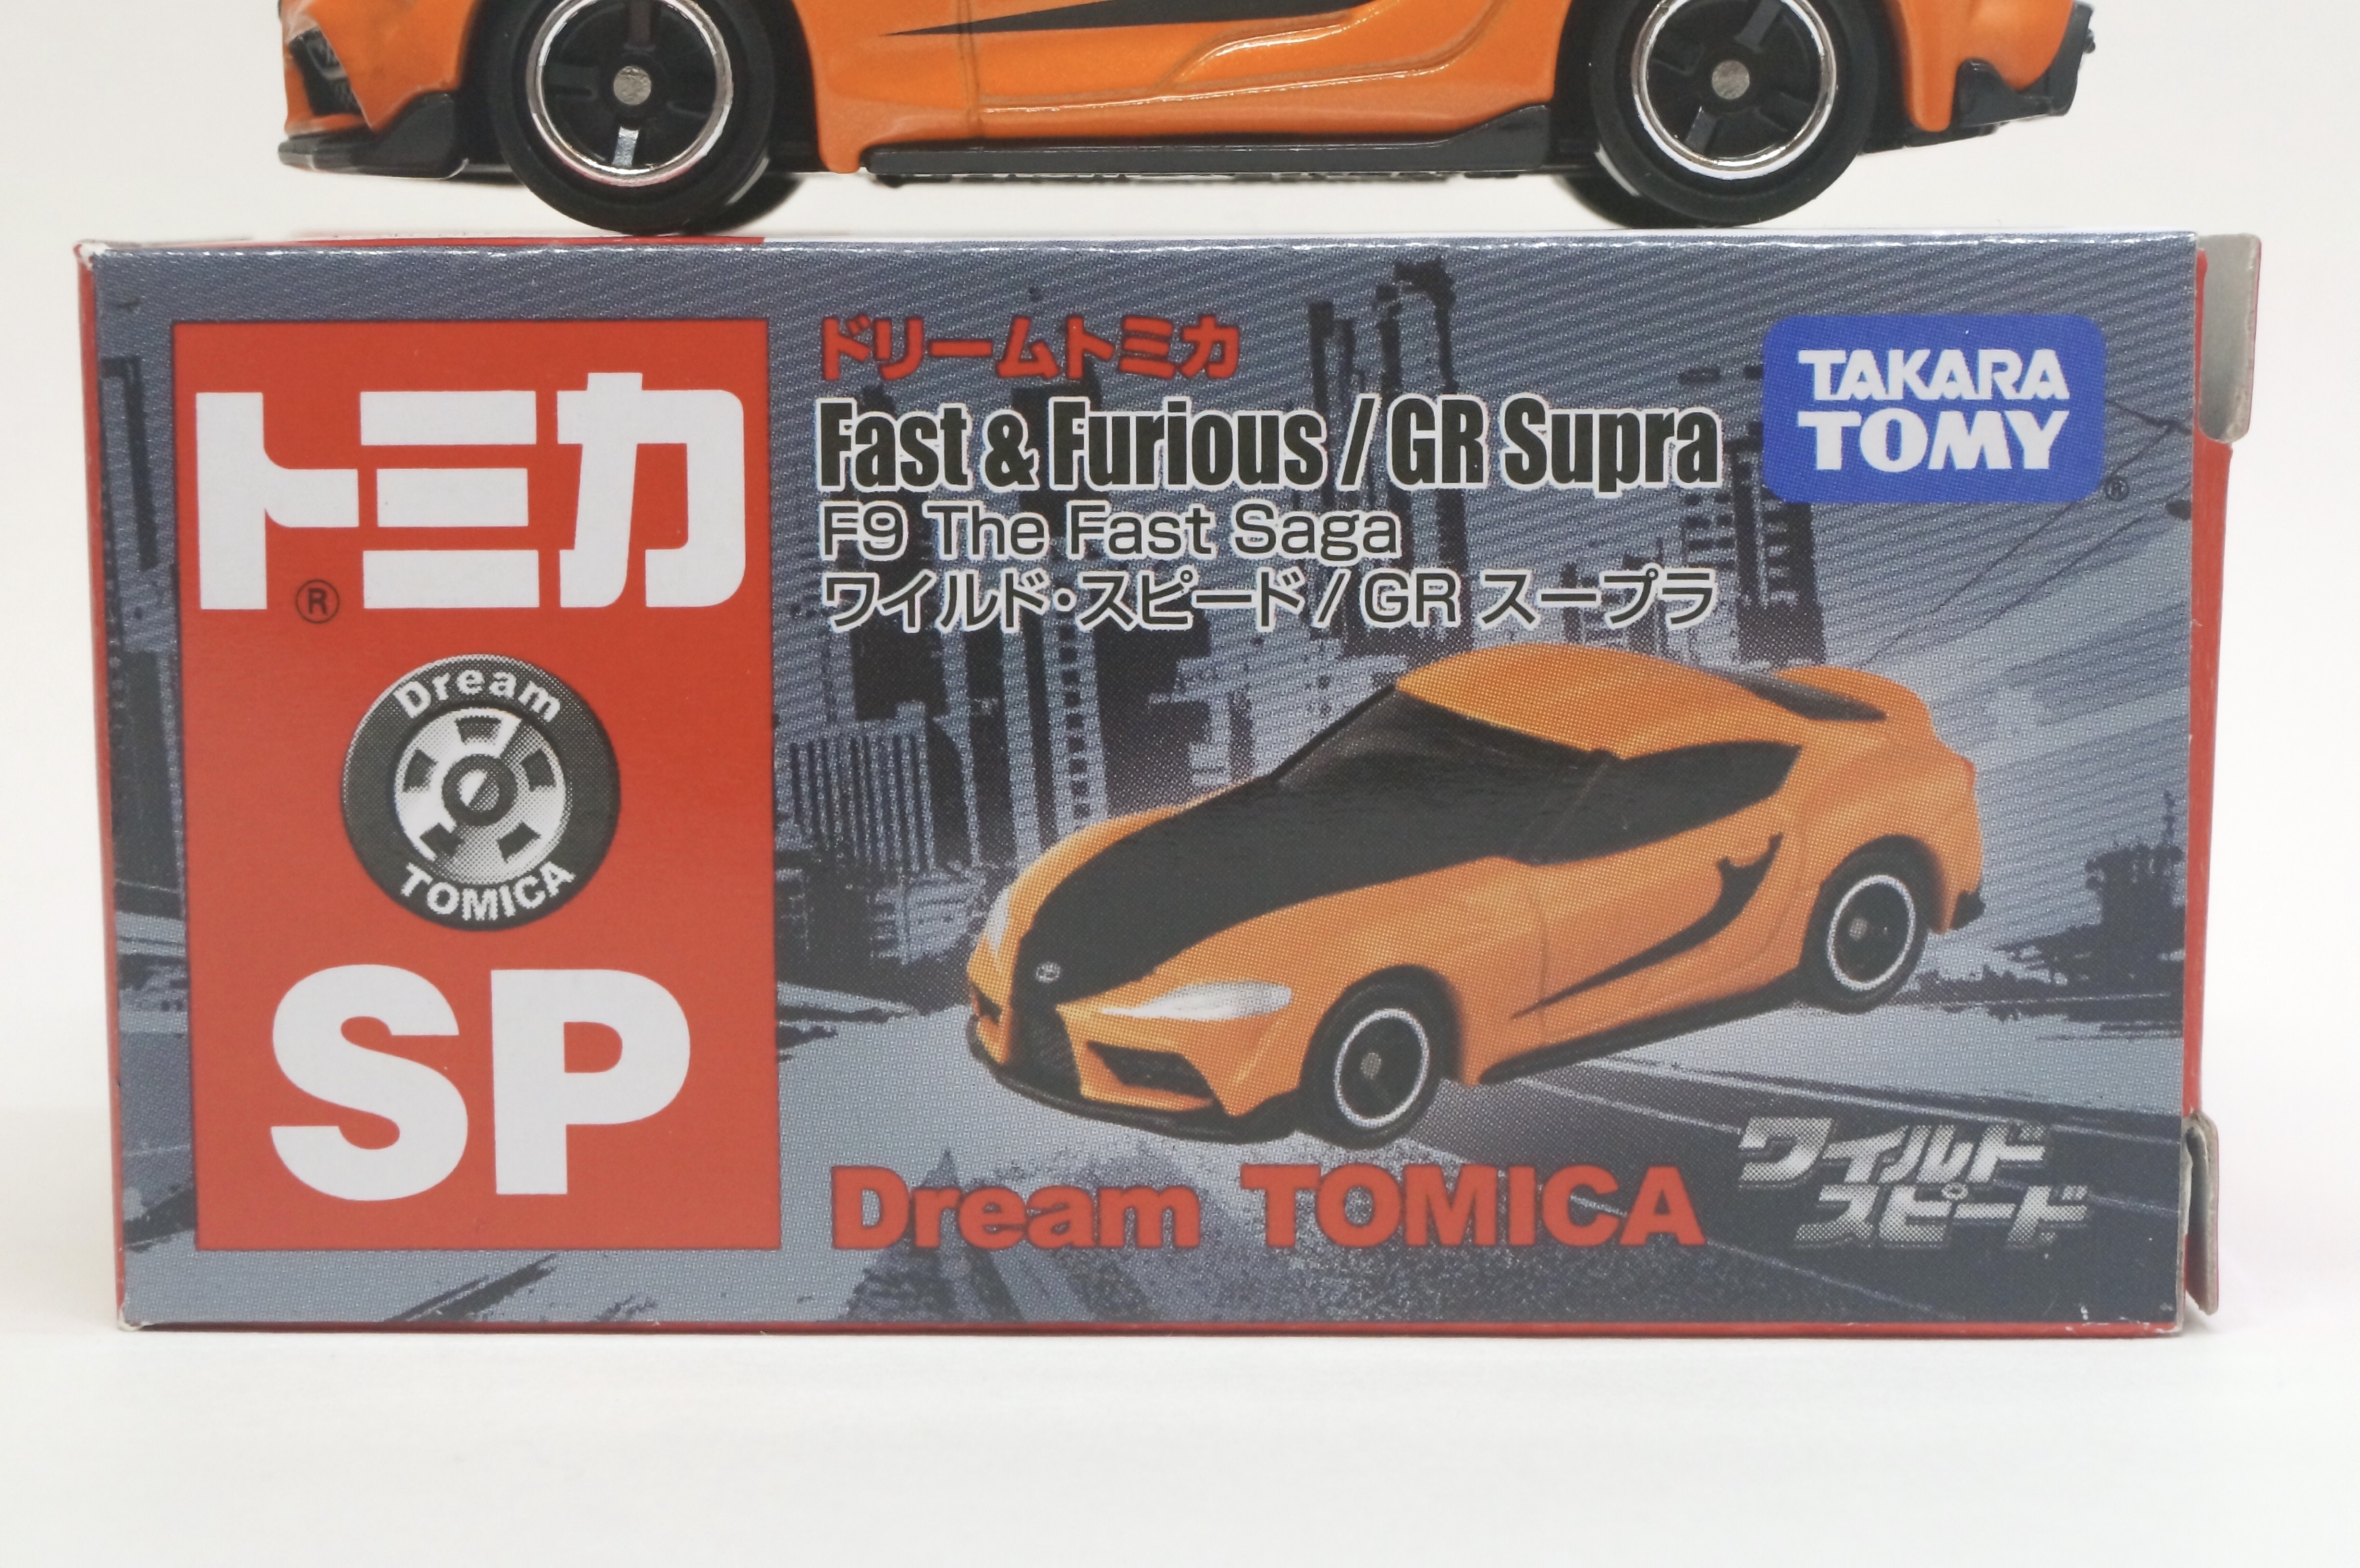 トミカ
®
Dream
TOMICA
SP
ドリームトミカ
Fast & Furious / GR Supra
F9 The Fast Saga
ワイルド・スピード / GR スープラ
TAKARA
TOMY
®
Dream TOMICA
ワイルド
スピード